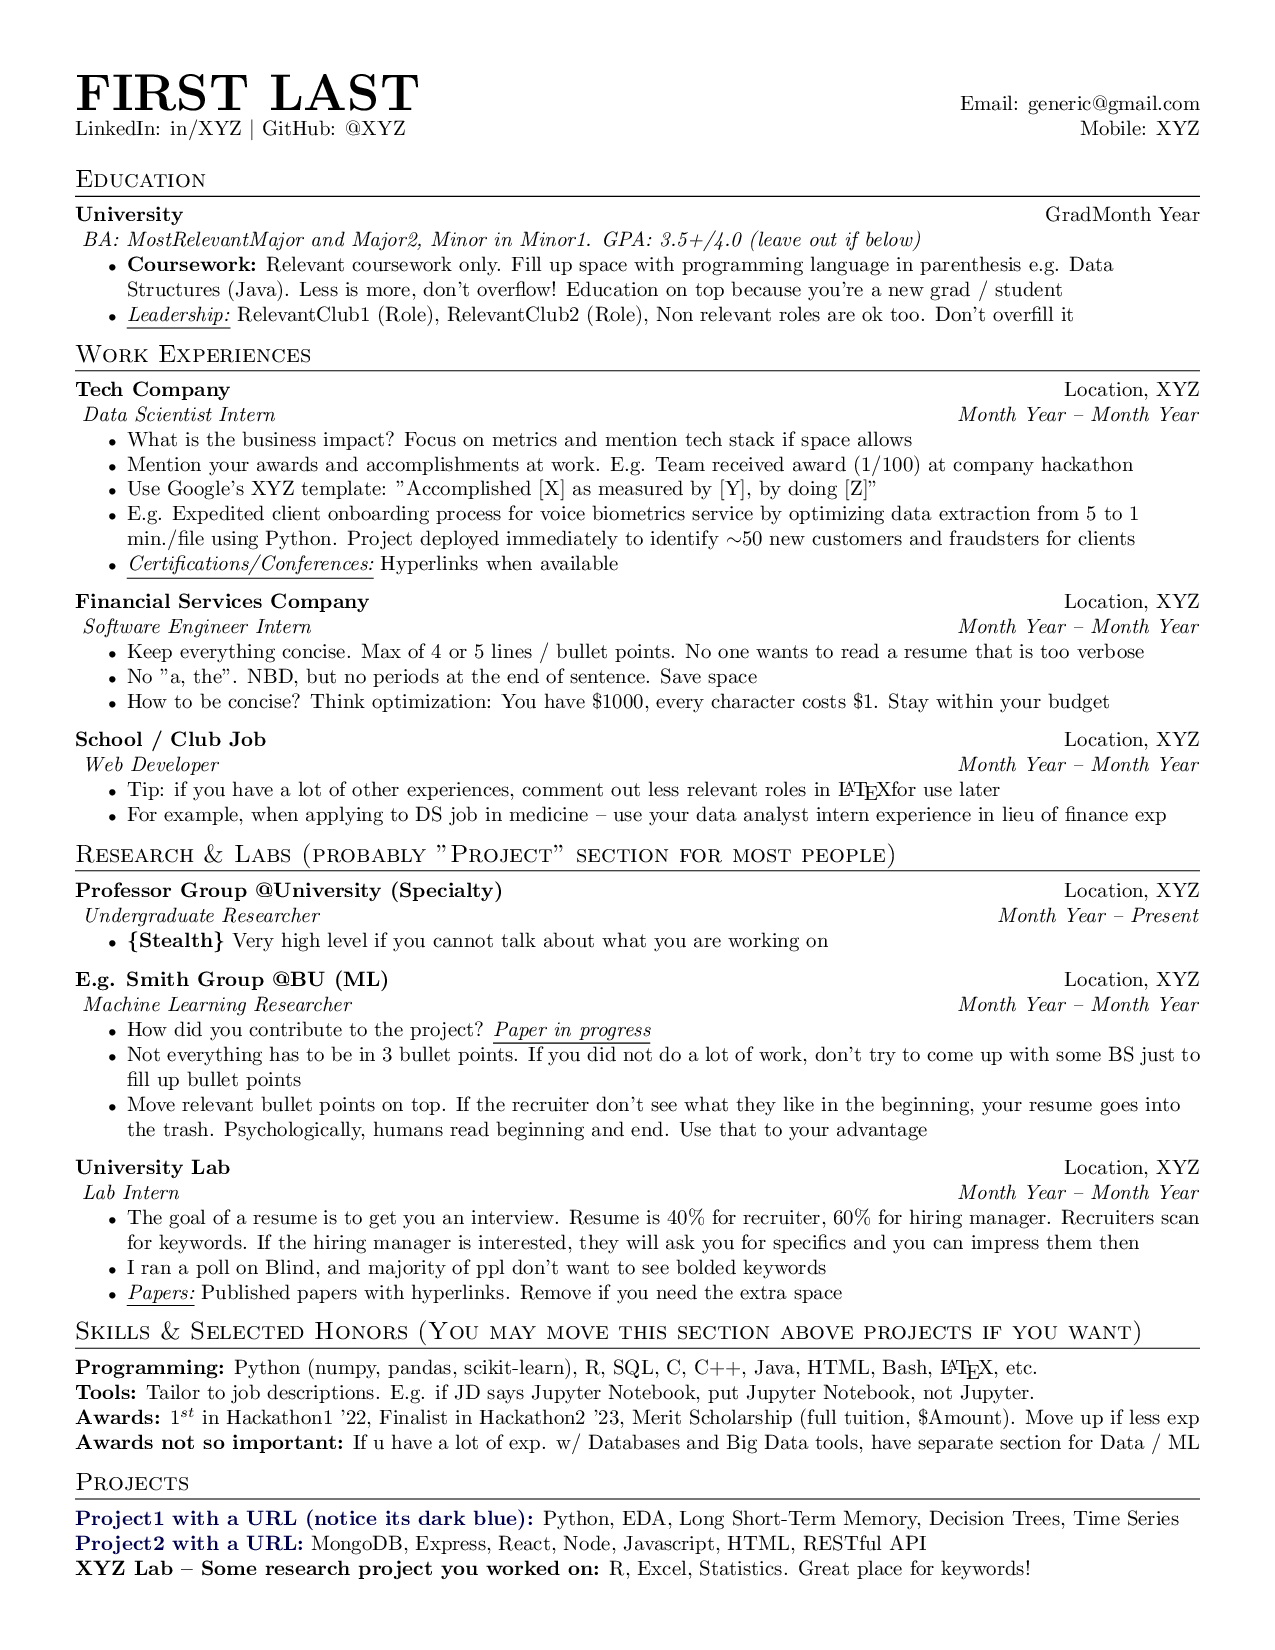 FIRST LAST
Email: generic@gmail.com
LinkedIn: in/XYZ | GitHub: @XYZ
Mobile: XYZ
EDUCATION
University
GradMonth Year
BA: MostRelevantMajor and Major2, Minor in Minor1. GPA: 3.5+/4.0 (leave out if below)
• Coursework: Relevant coursework only. Fill up space with programming language in parenthesis e.g. Data
Structures (Java). Less is more, don't overflow! Education on top because you're a new grad / student
• Leadership: RelevantClub1 (Role), RelevantClub2 (Role), Non relevant roles are ok too. Don't overfill it
WORK EXPERIENCES
Tech Company
Location, XYZ
Data Scientist Intern
Month Year – Month Year
• What is the business impact? Focus on metrics and mention tech stack if space allows
• Mention your awards and accomplishments at work. E.g. Team received award (1/100) at company hackathon
• Use Google's XYZ template: ”Accomplished [X] as measured by [Y], by doing [Z]”
• E.g. Expedited client onboarding process for voice biometrics service by optimizing data extraction from 5 to 1
min./file using Python. Project deployed immediately to identify ∼50 new customers and fraudsters for clients
• Certifications/Conferences: Hyperlinks when available
Financial Services Company
Location, XYZ
Software Engineer Intern
Month Year – Month Year
• Keep everything concise. Max of 4 or 5 lines / bullet points. No one wants to read a resume that is too verbose
• No ”a, the”. NBD, but no periods at the end of sentence. Save space
• How to be concise? Think optimization: You have $1000, every character costs $1. Stay within your budget
School / Club Job
Location, XYZ
Web Developer
Month Year – Month Year
• Tip: if you have a lot of other experiences, comment out less relevant roles in LATEXfor use later
• For example, when applying to DS job in medicine – use your data analyst intern experience in lieu of finance exp
RESEARCH & LABS (PROBABLY ”PROJECT” SECTION FOR MOST PEOPLE)
Professor Group @University (Specialty)
Location, XYZ
Undergraduate Researcher
Month Year – Present
• {Stealth} Very high level if you cannot talk about what you are working on
E.g. Smith Group @BU (ML)
Location, XYZ
Machine Learning Researcher
Month Year – Month Year
• How did you contribute to the project? Paper in progress
• Not everything has to be in 3 bullet points. If you did not do a lot of work, don't try to come up with some BS just to
fill up bullet points
• Move relevant bullet points on top. If the recruiter don't see what they like in the beginning, your resume goes into
the trash. Psychologically, humans read beginning and end. Use that to your advantage
University Lab
Location, XYZ
Lab Intern
Month Year – Month Year
• The goal of a resume is to get you an interview. Resume is 40% for recruiter, 60% for hiring manager. Recruiters scan
for keywords. If the hiring manager is interested, they will ask you for specifics and you can impress them then
• I ran a poll on Blind, and majority of ppl don't want to see bolded keywords
• Papers: Published papers with hyperlinks. Remove if you need the extra space
SKILLS & SELECTED HONORS (YOU MAY MOVE THIS SECTION ABOVE PROJECTS IF YOU WANT)
Programming: Python (numpy, pandas, scikit-learn), R, SQL, C, C++, Java, HTML, Bash, LATEX, etc.
Tools: Tailor to job descriptions. E.g. if JD says Jupyter Notebook, put Jupyter Notebook, not Jupyter.
Awards: 1st in Hackathon1 '22, Finalist in Hackathon2 '23, Merit Scholarship (full tuition, $Amount). Move up if less exp
Awards not so important: If u have a lot of exp. w/ Databases and Big Data tools, have separate section for Data / ML
PROJECTS
Project1 with a URL (notice its dark blue): Python, EDA, Long Short-Term Memory, Decision Trees, Time Series
Project2 with a URL: MongoDB, Express, React, Node, Javascript, HTML, RESTful API
XYZ Lab – Some research project you worked on: R, Excel, Statistics. Great place for keywords!